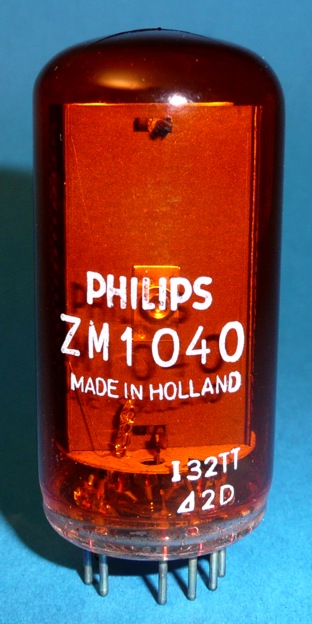 PHILIPS
ZM1040
MADE IN HOLLAND
I32TT
Δ2D